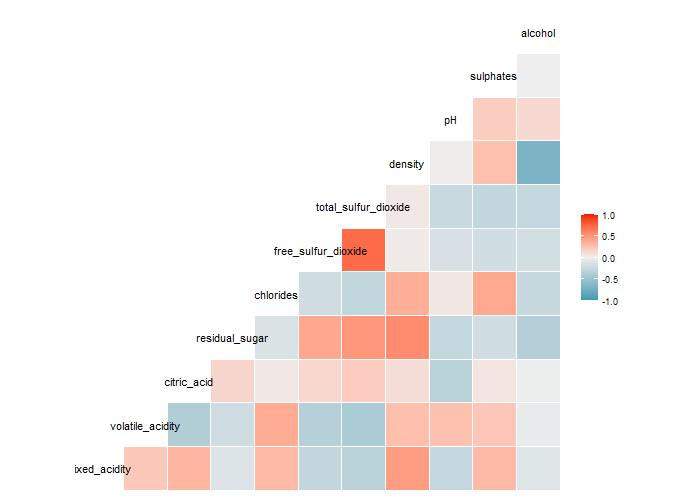 alcohol
sulphates
pH
density
total_sulfur_dioxide
free_sulfur_dioxide
chlorides
residual_sugar
citric_acid
volatile_acidity
ixed_acidity
1.0
0.5
0.0
-0.5
-1.0